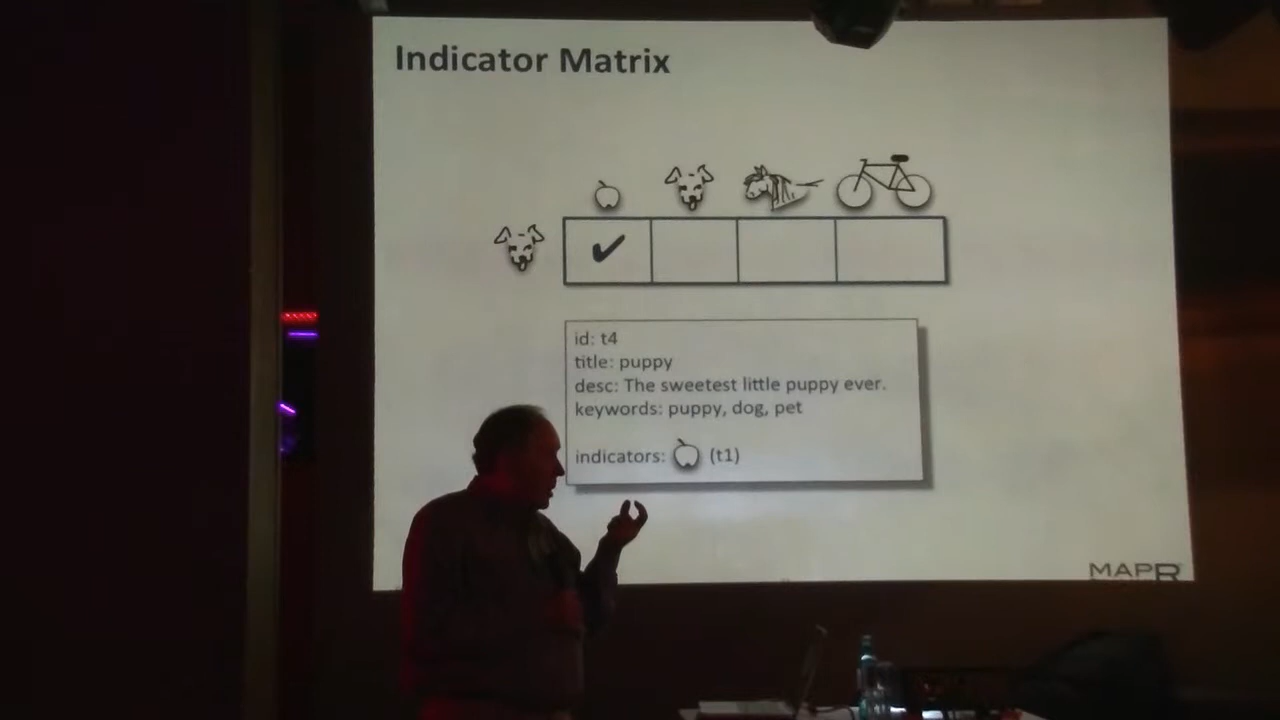 Indicator Matrix
id: t4
title: puppy
desc: The sweetest little puppy ever.
keywords: puppy, dog, pet
indicators: (t1)
MAPR